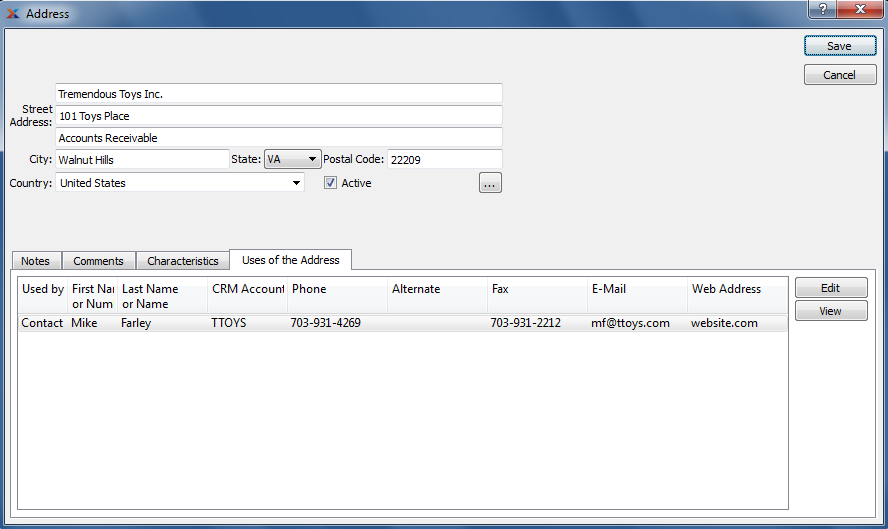 Address
?
X
Save
Cancel
Street
Address:
Tremendous Toys Inc.
101 Toys Place
Accounts Receivable
City: Walnut Hills State: VA Postal Code: 22209
Country: United States Active ...
Notes Comments Characteristics Uses of the Address
Used by First Nar Last Name CRM Account Phone Alternate Fax E-Mail Web Address
or Num or Name
Contact Mike Farley TTOYS 703-931-4269 703-931-2212 mf@ttoys.com website.com
Edit
View